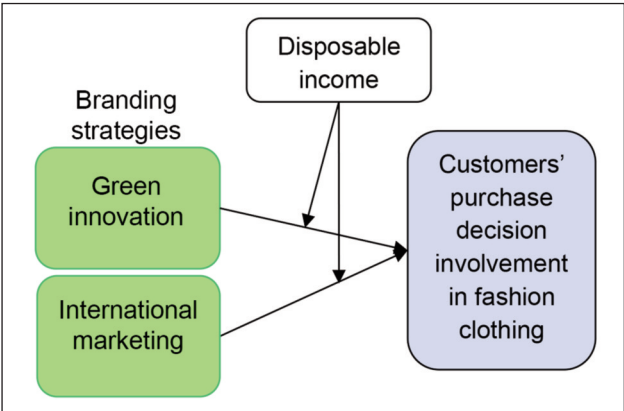 Disposable
income
Branding
strategies
Green
innovation
International
marketing
Customers’
purchase
decision
involvement
in fashion
clothing